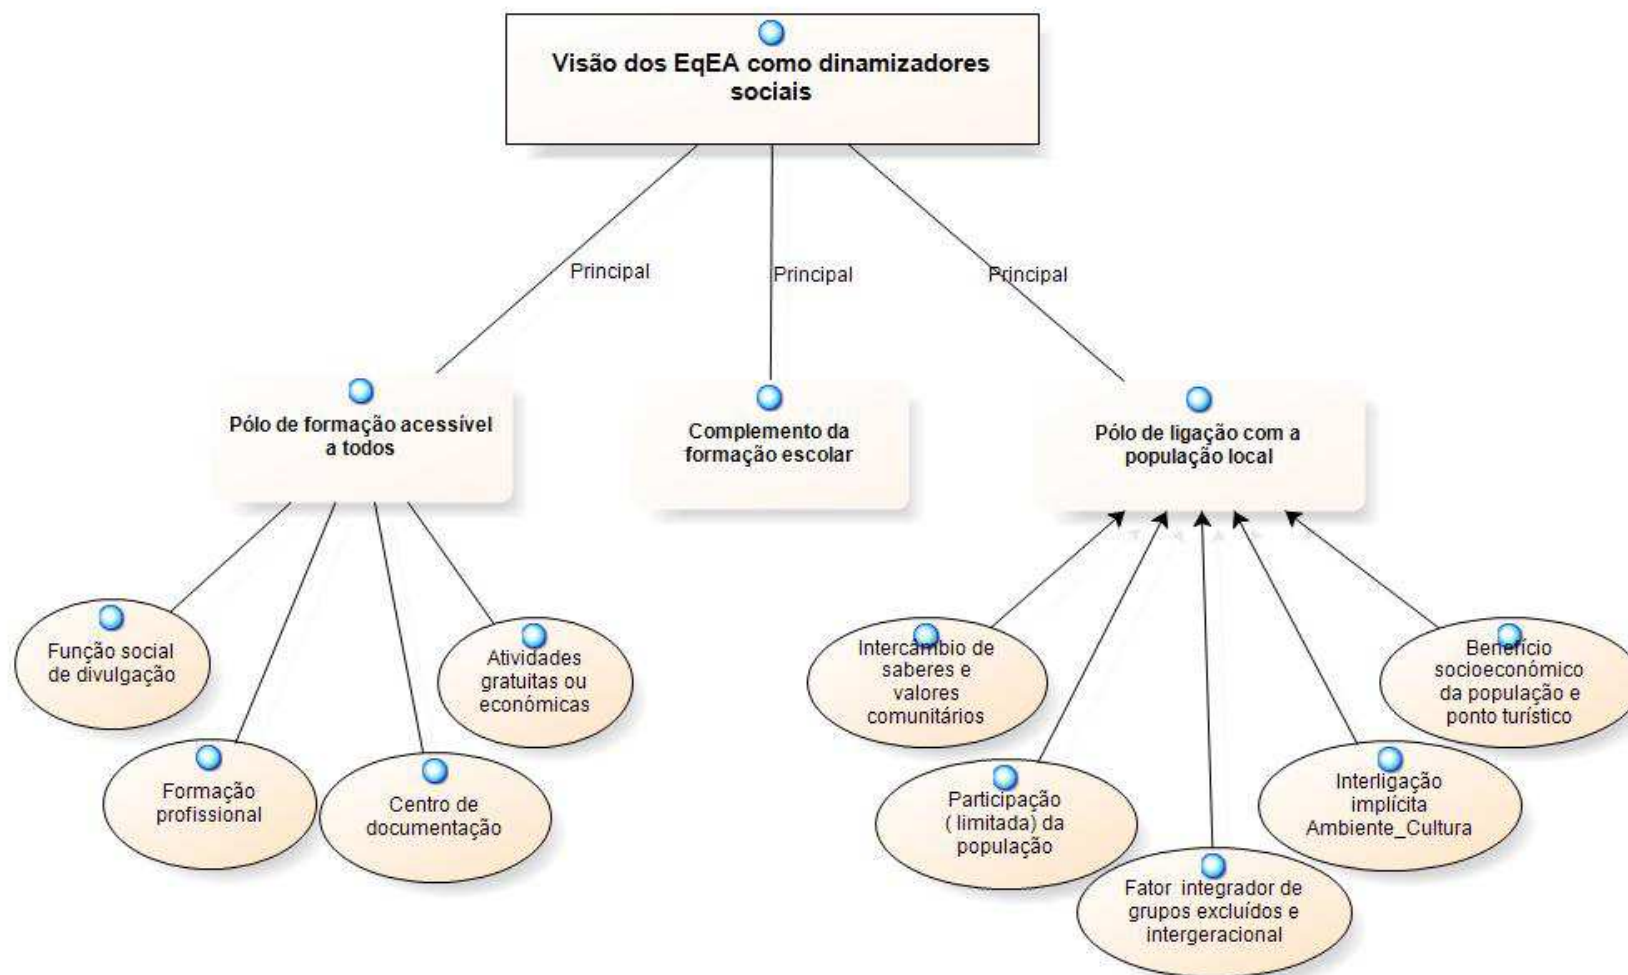 Visão dos EqEA como dinamizadores
sociais
Principal
Principal
Principal
Pólo de formação acessível
a todos
Complemento da
formação escolar
Pólo de ligação com a
população local
Função social
de divulgação
Formação
profissional
Centro de
documentação
Atividades
gratuitas ou
económicas
Intercâmbio de
saberes e
valores
comunitários
Participação
( limitada) da
população
Fator integrador de
grupos excluídos e
intergeracional
Interligação
implícita
Ambiente_Cultura
Benefício
socioeconómico
da população e
ponto turístico